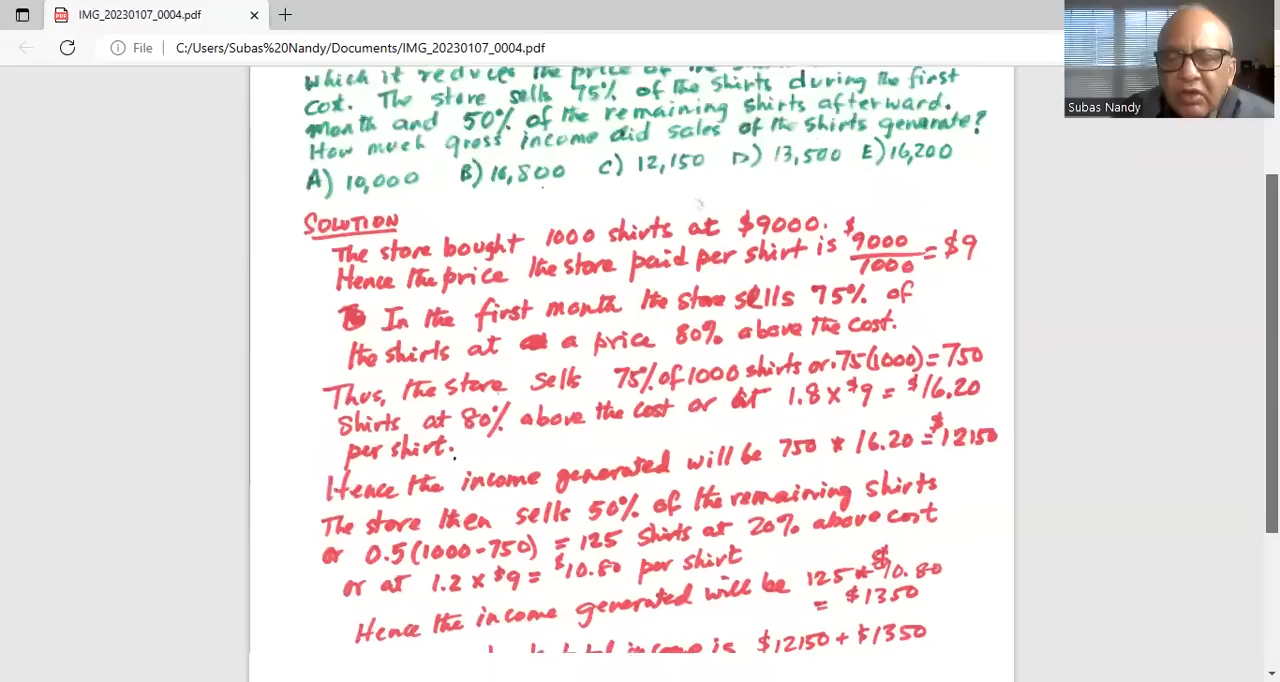 IMG_20230107_0004.pdf
File
C:/Users/Subas%20Nandy/Documents/IMG_20230107_0004.pdf
Subas Nandy
which it reduces the price of the
cost. The store sells 75% of the shirts during the first
month and 50% of the remaining shirts afterward.
How much gross income did sales of the shirts generate?
A) 10,000 B) 16,500 C) 12,150 D) 13,500 E) 16,200
SOLUTION
The store bought 1000 shirts at $9000.
Hence the price the store paid per shirt is $9000/1000 = $9
In the first month the store sells 75% of
the shirts at a price 80% above the cost.
Thus, the store sells 75% of 1000 shirts or .75(1000) = 750
shirts at 80% above the cost or at 1.8 x $9 = $16.20
per shirt.
Hence the income generated will be 750 * 16.20 = $12150
The store then sells 50% of the remaining shirts
or 0.5(1000-750) = 125 shirts at 20% above cost
or at 1.2 x $9 = $10.80 per shirt
Hence the income generated will be 125 * $10.80
= $1350
total income is $12150 + $1350